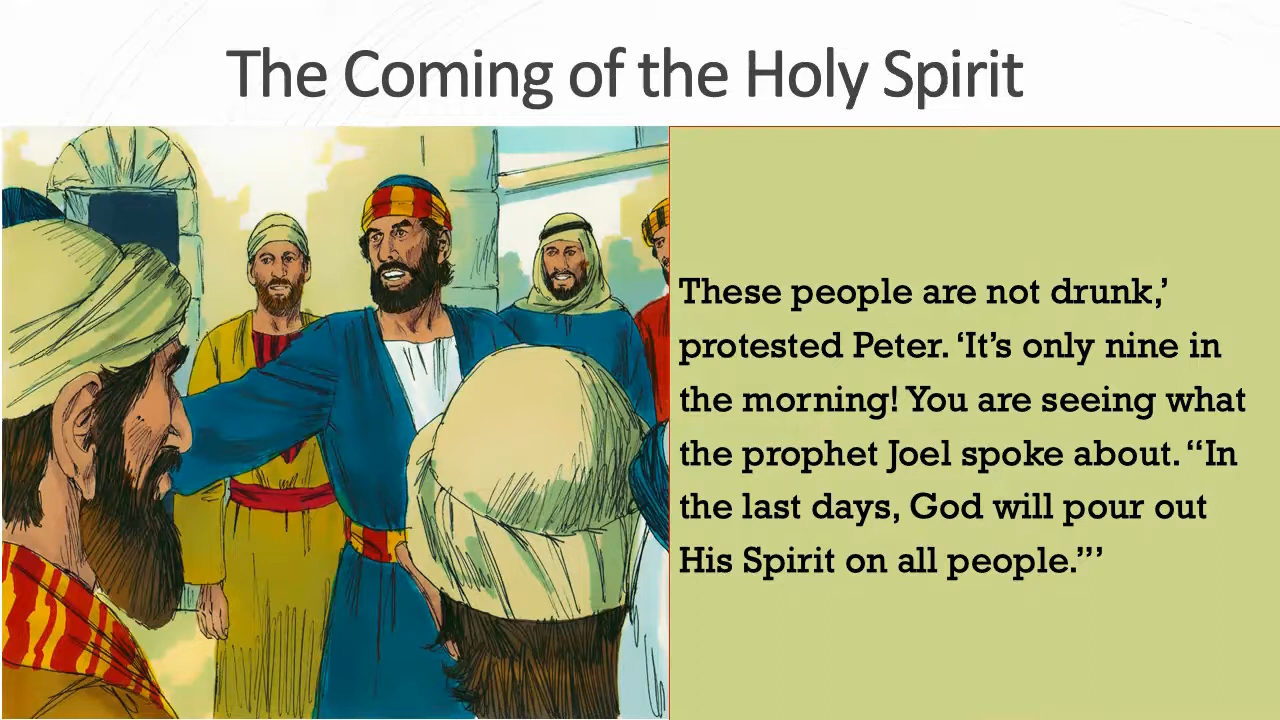 The Coming of the Holy Spirit
These people are not drunk,’
protested Peter. ‘It’s only nine in
the morning! You are seeing what
the prophet Joel spoke about. “In
the last days, God will pour out
His Spirit on all people.”’